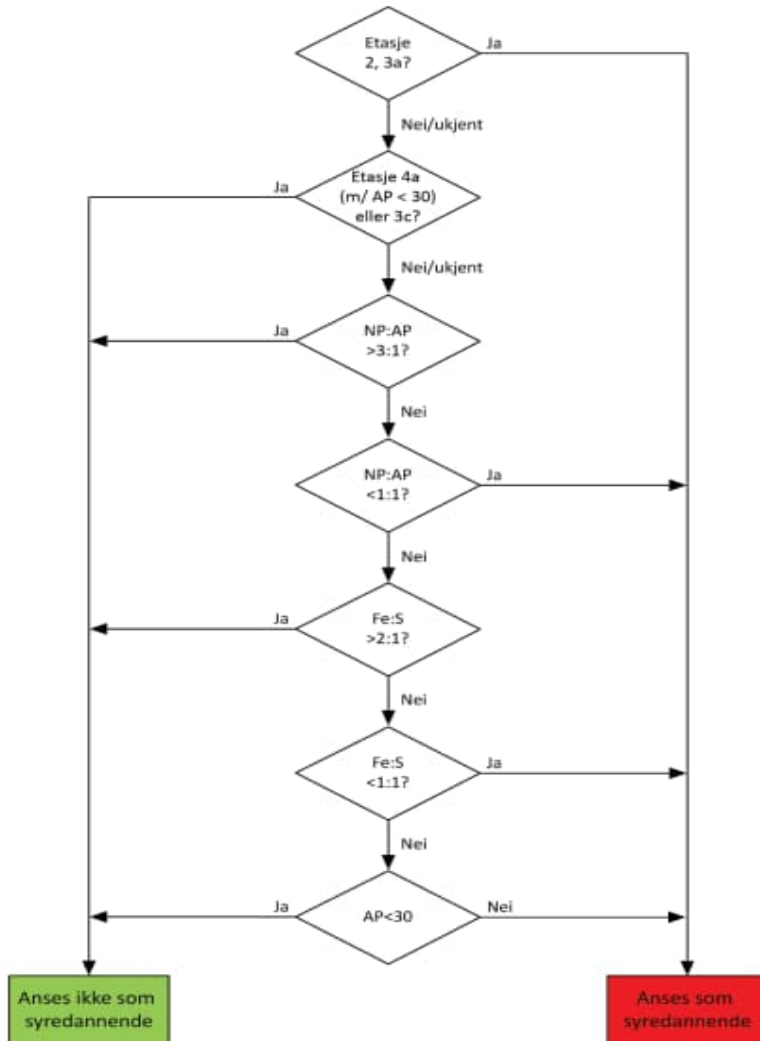 Etasje
2, 3a?
Ja
Nei/ukjent
Ja
Etasje 4a
(m/ AP < 30)
eller 3c?
Nei/ukjent
Ja
NP:AP
>3:1?
Nei
NP:AP
<1:1?
Ja
Nei
Ja
Fe:S
>2:1?
Nei
Fe:S
<1:1?
Ja
Nei
Ja
AP<30
Nei
Anses ikke som
syredannende
Anses som
syredannende